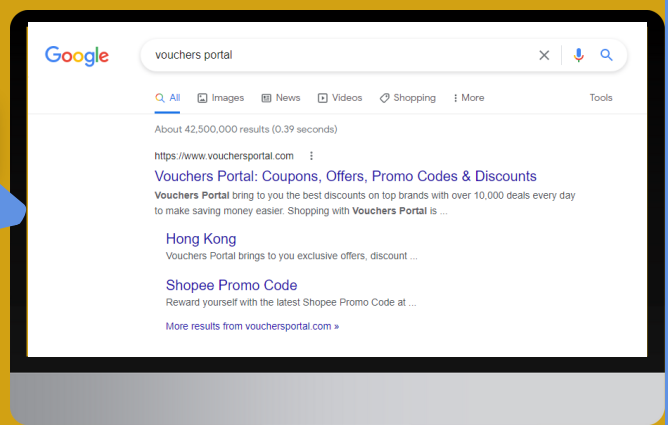 Google
vouchers portal
All Images News Videos Shopping More Tools
About 42,500,000 results (0.39 seconds)
https://www.vouchersportal.com
Vouchers Portal: Coupons, Offers, Promo Codes & Discounts
Vouchers Portal bring to you the best discounts on top brands with over 10,000 deals every day
to make saving money easier. Shopping with Vouchers Portal is ...
Hong Kong
Vouchers Portal brings to you exclusive offers, discount ...
Shopee Promo Code
Reward yourself with the latest Shopee Promo Code at ...
More results from vouchersportal.com »